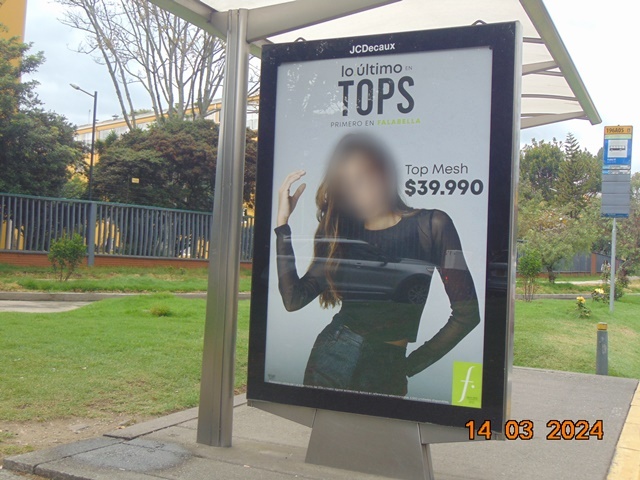 JCDecaux
lo último EN
TOPS
PRIMERO EN FALABELLA
Top Mesh
$39.990
f.
14 03 2024